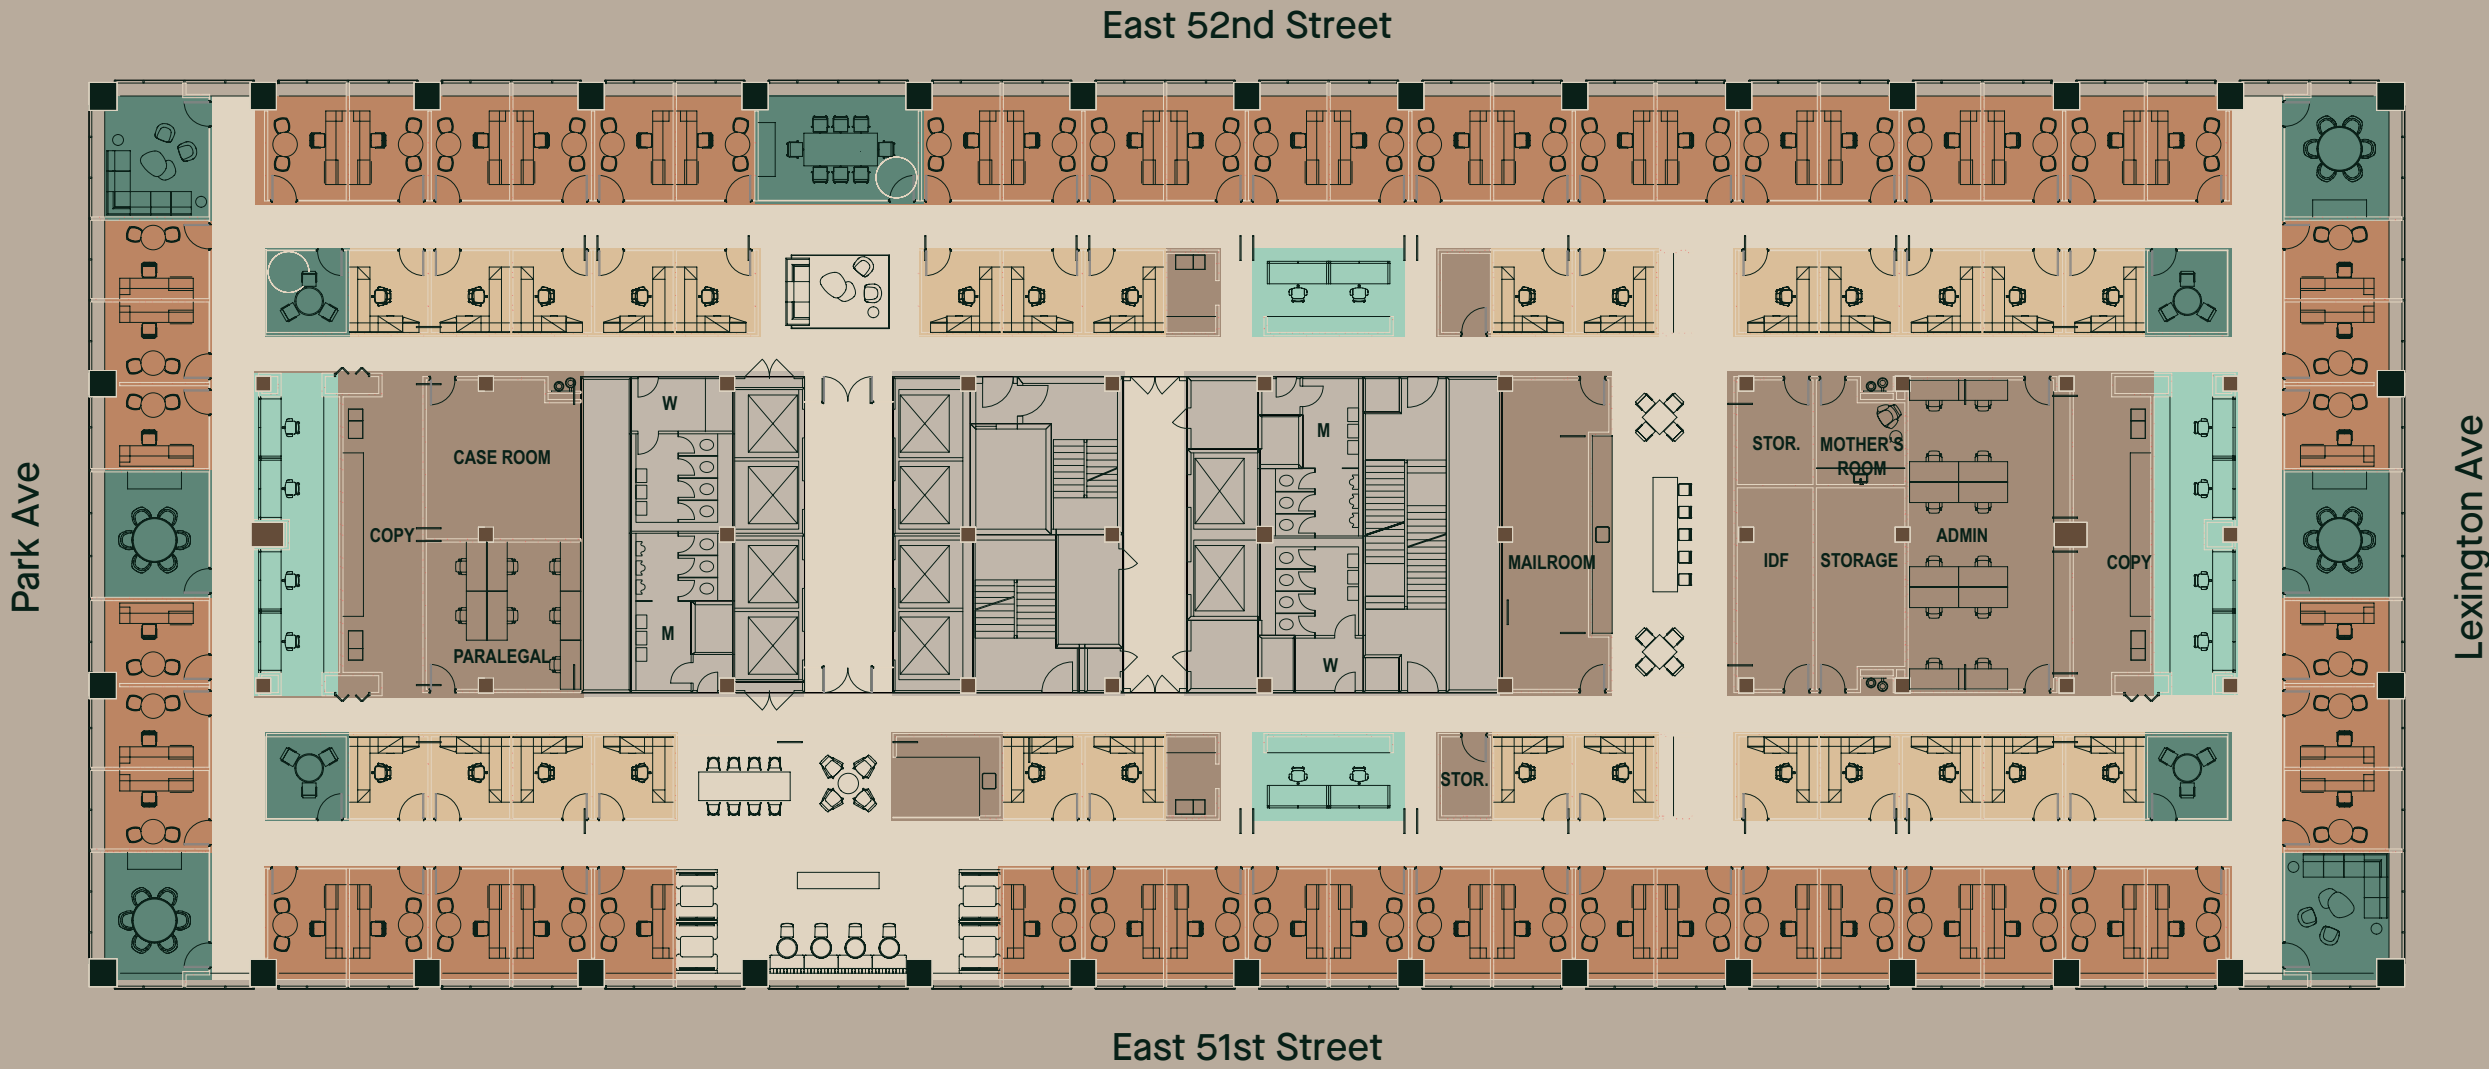 East 52nd Street
Park Ave
Lexington Ave
W
M
CASE ROOM
STOR.
MOTHER'S
ROOM
COPY
ADMIN
MAILROOM
IDF
STORAGE
COPY
M
PARALEGAL
W
STOR.
East 51st Street